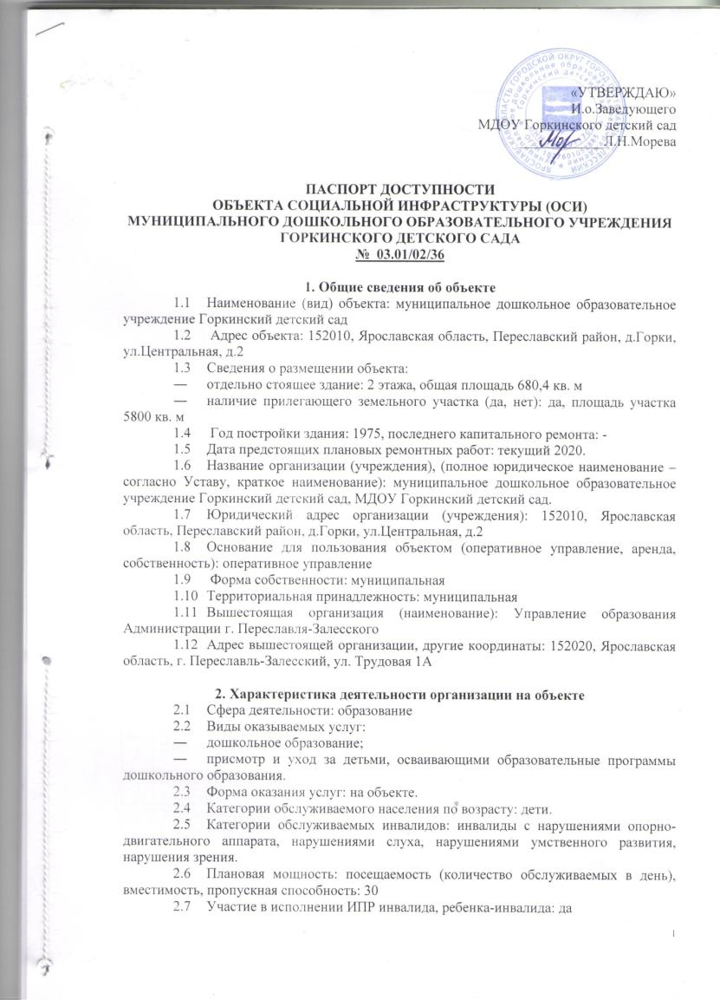 «УТВЕРЖДАЮ»
И.о.Заведующего
МДОУ Горкинского детский сад
Л.Н.Морева
ПАСПОРТ ДОСТУПНОСТИ
ОБЪЕКТА СОЦИАЛЬНОЙ ИНФРАСТРУКТУРЫ (ОСИ)
МУНИЦИПАЛЬНОГО ДОШКОЛЬНОГО ОБРАЗОВАТЕЛЬНОГО УЧРЕЖДЕНИЯ
ГОРКИНСКОГО ДЕТСКОГО САДА
№ 03.01/02/36
1. Общие сведения об объекте
1.1 Наименование (вид) объекта: муниципальное дошкольное образовательное
учреждение Горкинский детский сад
1.2 Адрес объекта: 152010, Ярославская область, Переславский район, д.Горки,
ул.Центральная, д.2
1.3 Сведения о размещении объекта:
— отдельно стоящее здание: 2 этажа, общая площадь 680,4 кв. м
— наличие прилегающего земельного участка (да, нет): да, площадь участка
5800 кв. м
1.4 Год постройки здания: 1975, последнего капитального ремонта: -
1.5 Дата предстоящих плановых ремонтных работ: текущий 2020.
1.6 Название организации (учреждения), (полное юридическое наименование –
согласно Уставу, краткое наименование): муниципальное дошкольное образовательное
учреждение Горкинский детский сад, МДОУ Горкинский детский сад.
1.7 Юридический адрес организации (учреждения): 152010, Ярославская
область, Переславский район, д.Горки, ул.Центральная, д.2
1.8 Основание для пользования объектом (оперативное управление, аренда,
собственность): оперативное управление
1.9 Форма собственности: муниципальная
1.10 Территориальная принадлежность: муниципальная
1.11 Вышестоящая организация (наименование): Управление образования
Администрации г. Переславля-Залесского
1.12 Адрес вышестоящей организации, другие координаты: 152020, Ярославская
область, г. Переславль-Залесский, ул. Трудовая 1А
2. Характеристика деятельности организации на объекте
2.1 Сфера деятельности: образование
2.2 Виды оказываемых услуг:
— дошкольное образование;
— присмотр и уход за детьми, осваивающими образовательные программы
дошкольного образования.
2.3 Форма оказания услуг: на объекте.
2.4 Категории обслуживаемого населения по возрасту: дети.
2.5 Категории обслуживаемых инвалидов: инвалиды с нарушениями опорно-
двигательного аппарата, нарушениями слуха, нарушениями умственного развития,
нарушения зрения.
2.6 Плановая мощность: посещаемость (количество обслуживаемых в день),
вместимость, пропускная способность: 30
2.7 Участие в исполнении ИПР инвалида, ребенка-инвалида: да
1